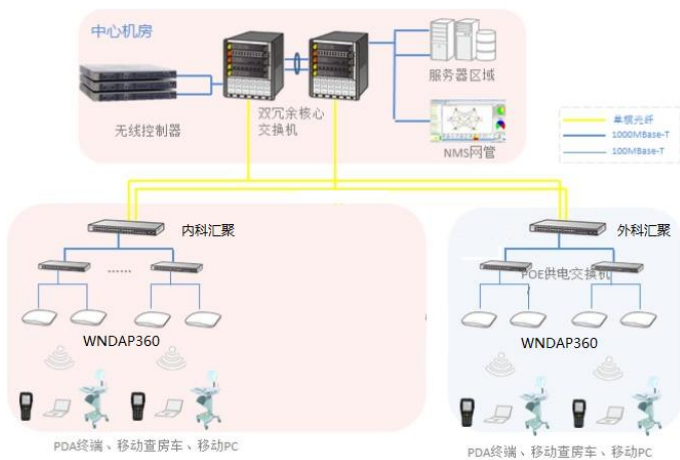 中心机房
无线控制器
双冗余核心
交换机
服务器区域
NMS网管
单模光纤
1000MBase-T
100MBase-T
内科汇聚
......
WNDAP360
PDA终端、移动查房车、移动PC
外科汇聚
POE供电交换机
WNDAP360
PDA终端、移动查房车、移动PC